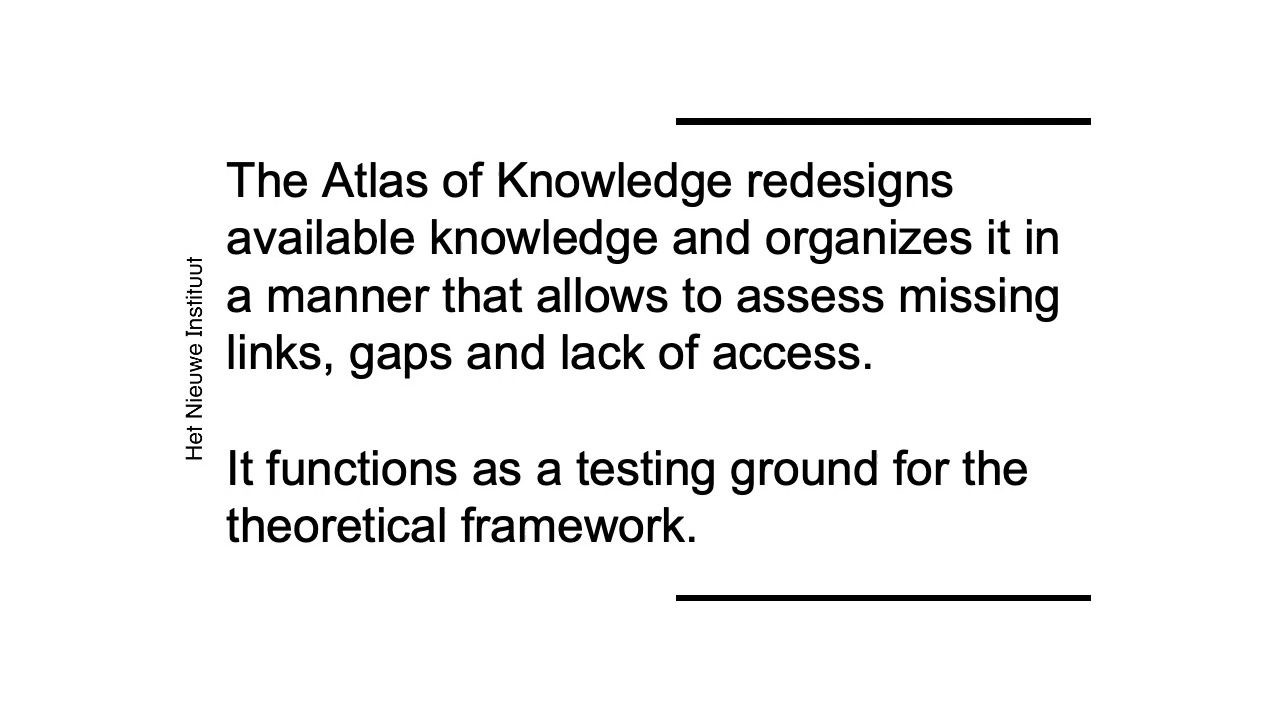 The Atlas of Knowledge redesigns
available knowledge and organizes it in
a manner that allows to assess missing
links, gaps and lack of access.
It functions as a testing ground for the
theoretical framework.
Het Nieuwe Instituut